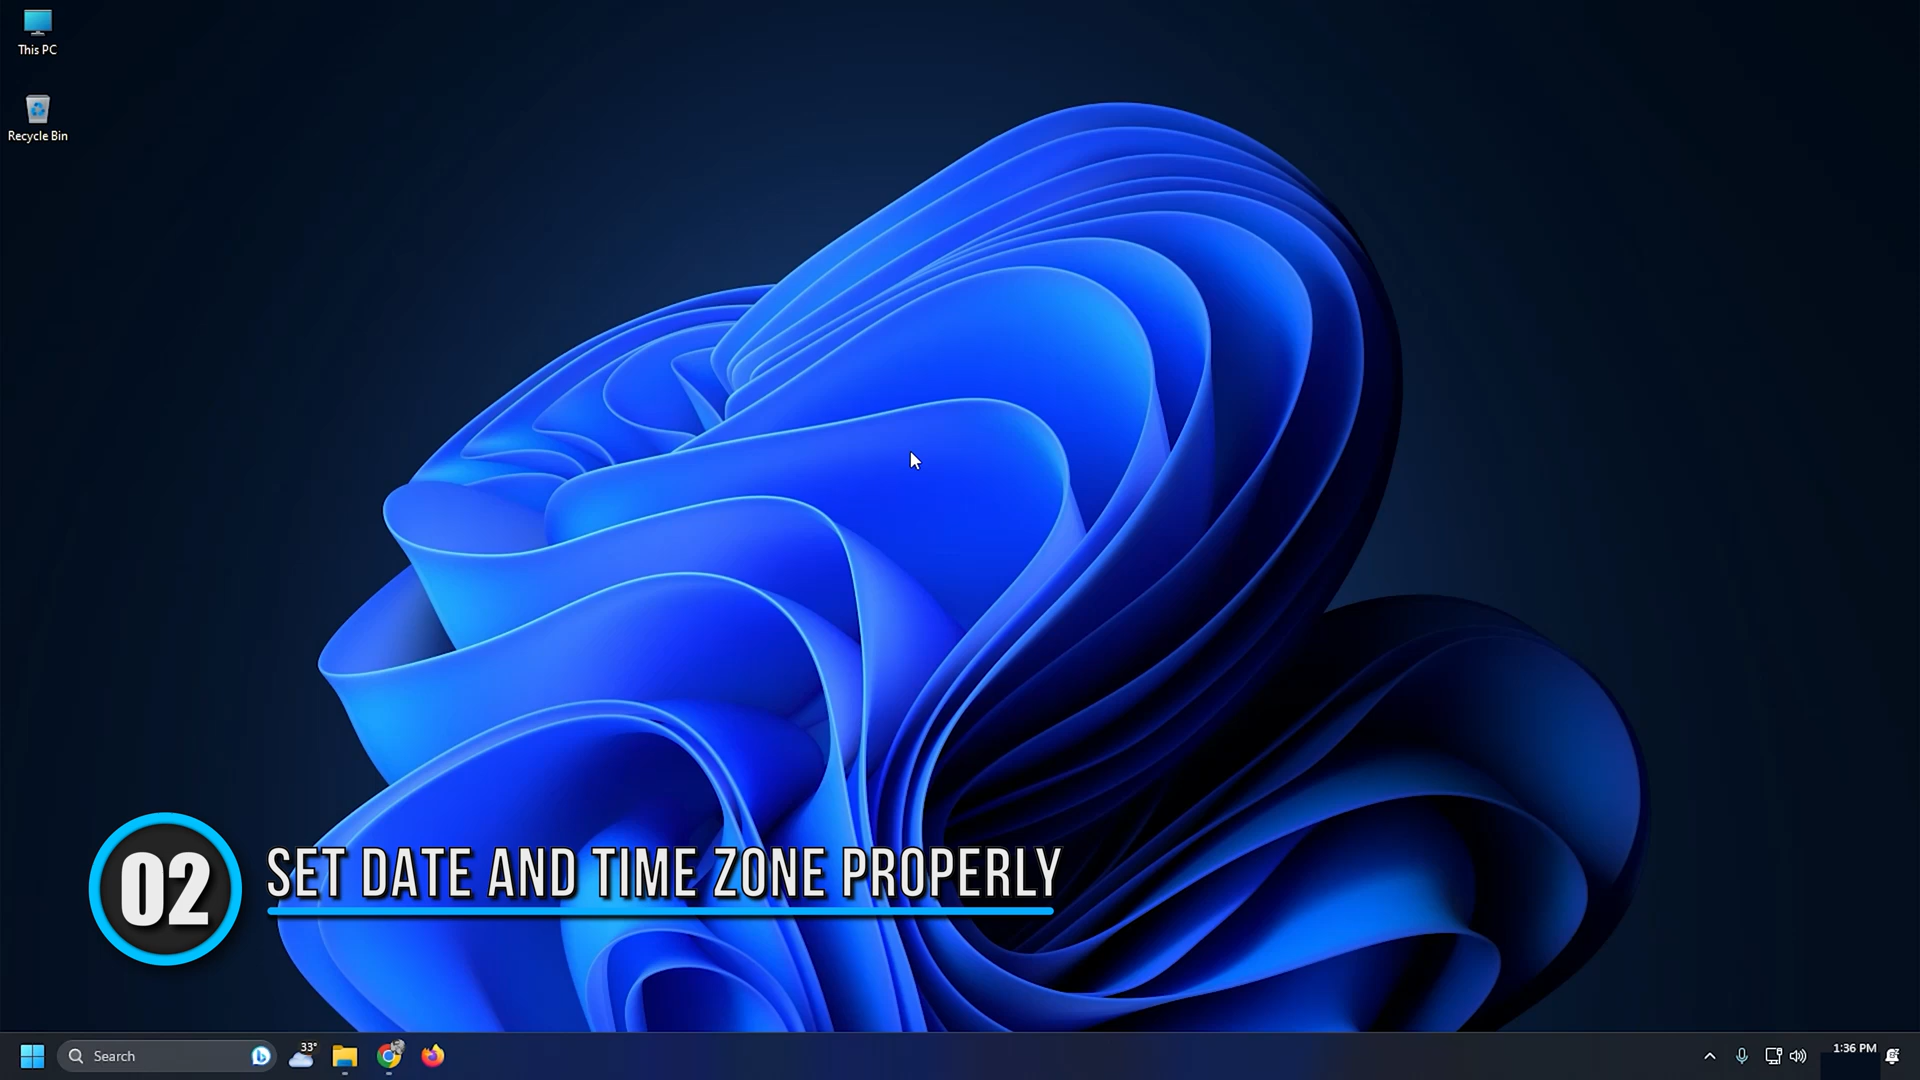 This PC
Recycle Bin
02
SET DATE AND TIME ZONE PROPERLY
Search
33°
1:36 PM